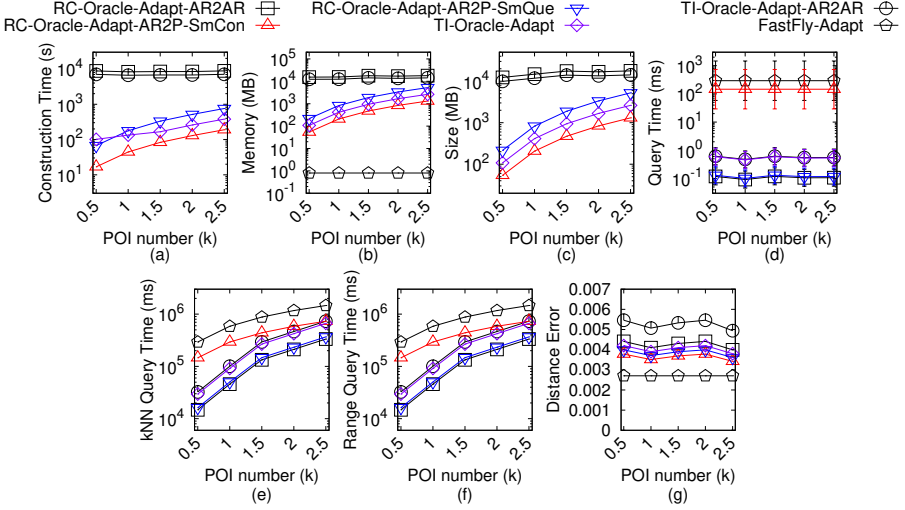 RC-Oracle-Adapt-AR2AR RC-Oracle-Adapt-AR2P-SmQue TI-Oracle-Adapt-AR2AR
RC-Oracle-Adapt-AR2P-SmCon TI-Oracle-Adapt FastFly-Adapt
Construction Time (s)
10^4
10^3
10^2
10^1
0.5 1 1.5 2 2.5
POI number (k)
(a)
Memory (MB)
10^5
10^4
10^3
10^2
10^1
10^0
10^-1
0.5 1 1.5 2 2.5
POI number (k)
(b)
Size (MB)
10^4
10^3
10^2
0.5 1 1.5 2 2.5
POI number (k)
(c)
Query Time (ms)
10^3
10^2
10^1
10^0
10^-1
0.5 1 1.5 2 2.5
POI number (k)
(d)
kNN Query Time (ms)
10^6
10^5
10^4
0.5 1 1.5 2 2.5
POI number (k)
(e)
Range Query Time (ms)
10^6
10^5
10^4
0.5 1 1.5 2 2.5
POI number (k)
(f)
Distance Error
0.007
0.006
0.005
0.004
0.003
0.002
0.001
0
0.5 1 1.5 2 2.5
POI number (k)
(g)